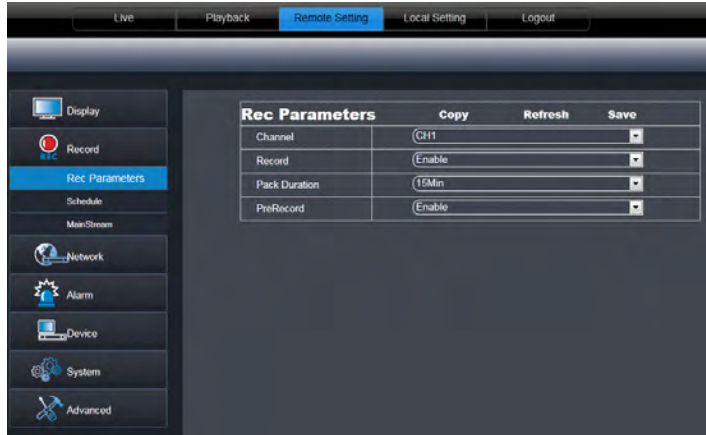 Live Playback Remote Setting Local Setting Logout
Display
Record
REC
Rec Parameters
Schedule
MainStream
Network
Alarm
Device
System
Advanced
Rec Parameters Copy Refresh Save
Channel CH1
Record Enable
Pack Duration 15Min
PreRecord Enable